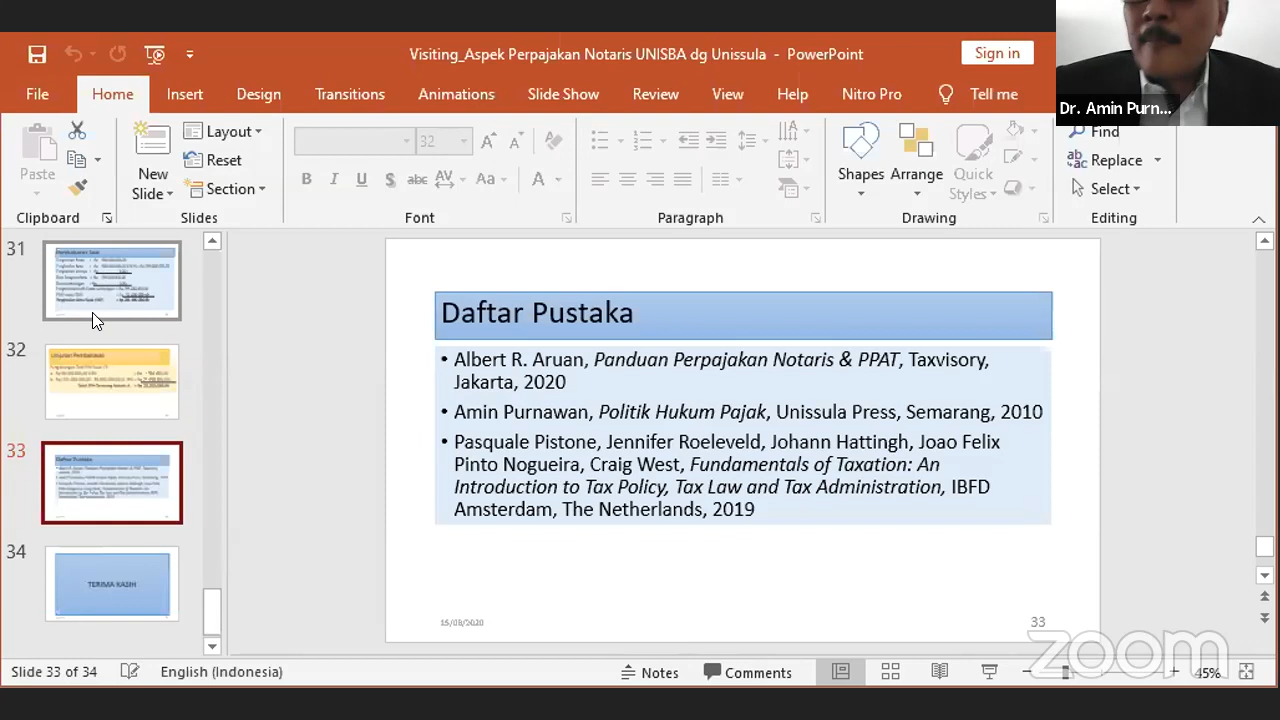 Visiting_Aspek Perpajakan Notaris UNISBA dg Unissula - PowerPoint
Sign in
File Home Insert Design Transitions Animations Slide Show Review View Help Nitro Pro Tell me
Dr. Amin Purn...
Paste
New Slide
Layout
Reset
Section
32
B I U S abc AV Aa A
Shapes
Arrange
Quick Styles
Find
Replace
Select
Clipboard Slides Font Paragraph Drawing Editing
31
32
33
34
TERIMA KASIH
Daftar Pustaka
• Albert R. Aruan, Panduan Perpajakan Notaris & PPAT, Taxvisory,
Jakarta, 2020
• Amin Purnawan, Politik Hukum Pajak, Unissula Press, Semarang, 2010
• Pasquale Pistone, Jennifer Roeleveld, Johann Hattingh, Joao Felix
Pinto Nogueira, Craig West, Fundamentals of Taxation: An
Introduction to Tax Policy, Tax Law and Tax Administration, IBFD
Amsterdam, The Netherlands, 2019
15/08/2020
33
zoom
Slide 33 of 34 English (Indonesia) Notes Comments 45%